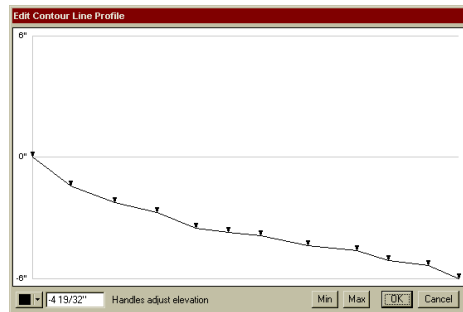 Edit Contour Line Profile
6"
0"
-6"
-4 19/32" Handles adjust elevation Min Max OK Cancel